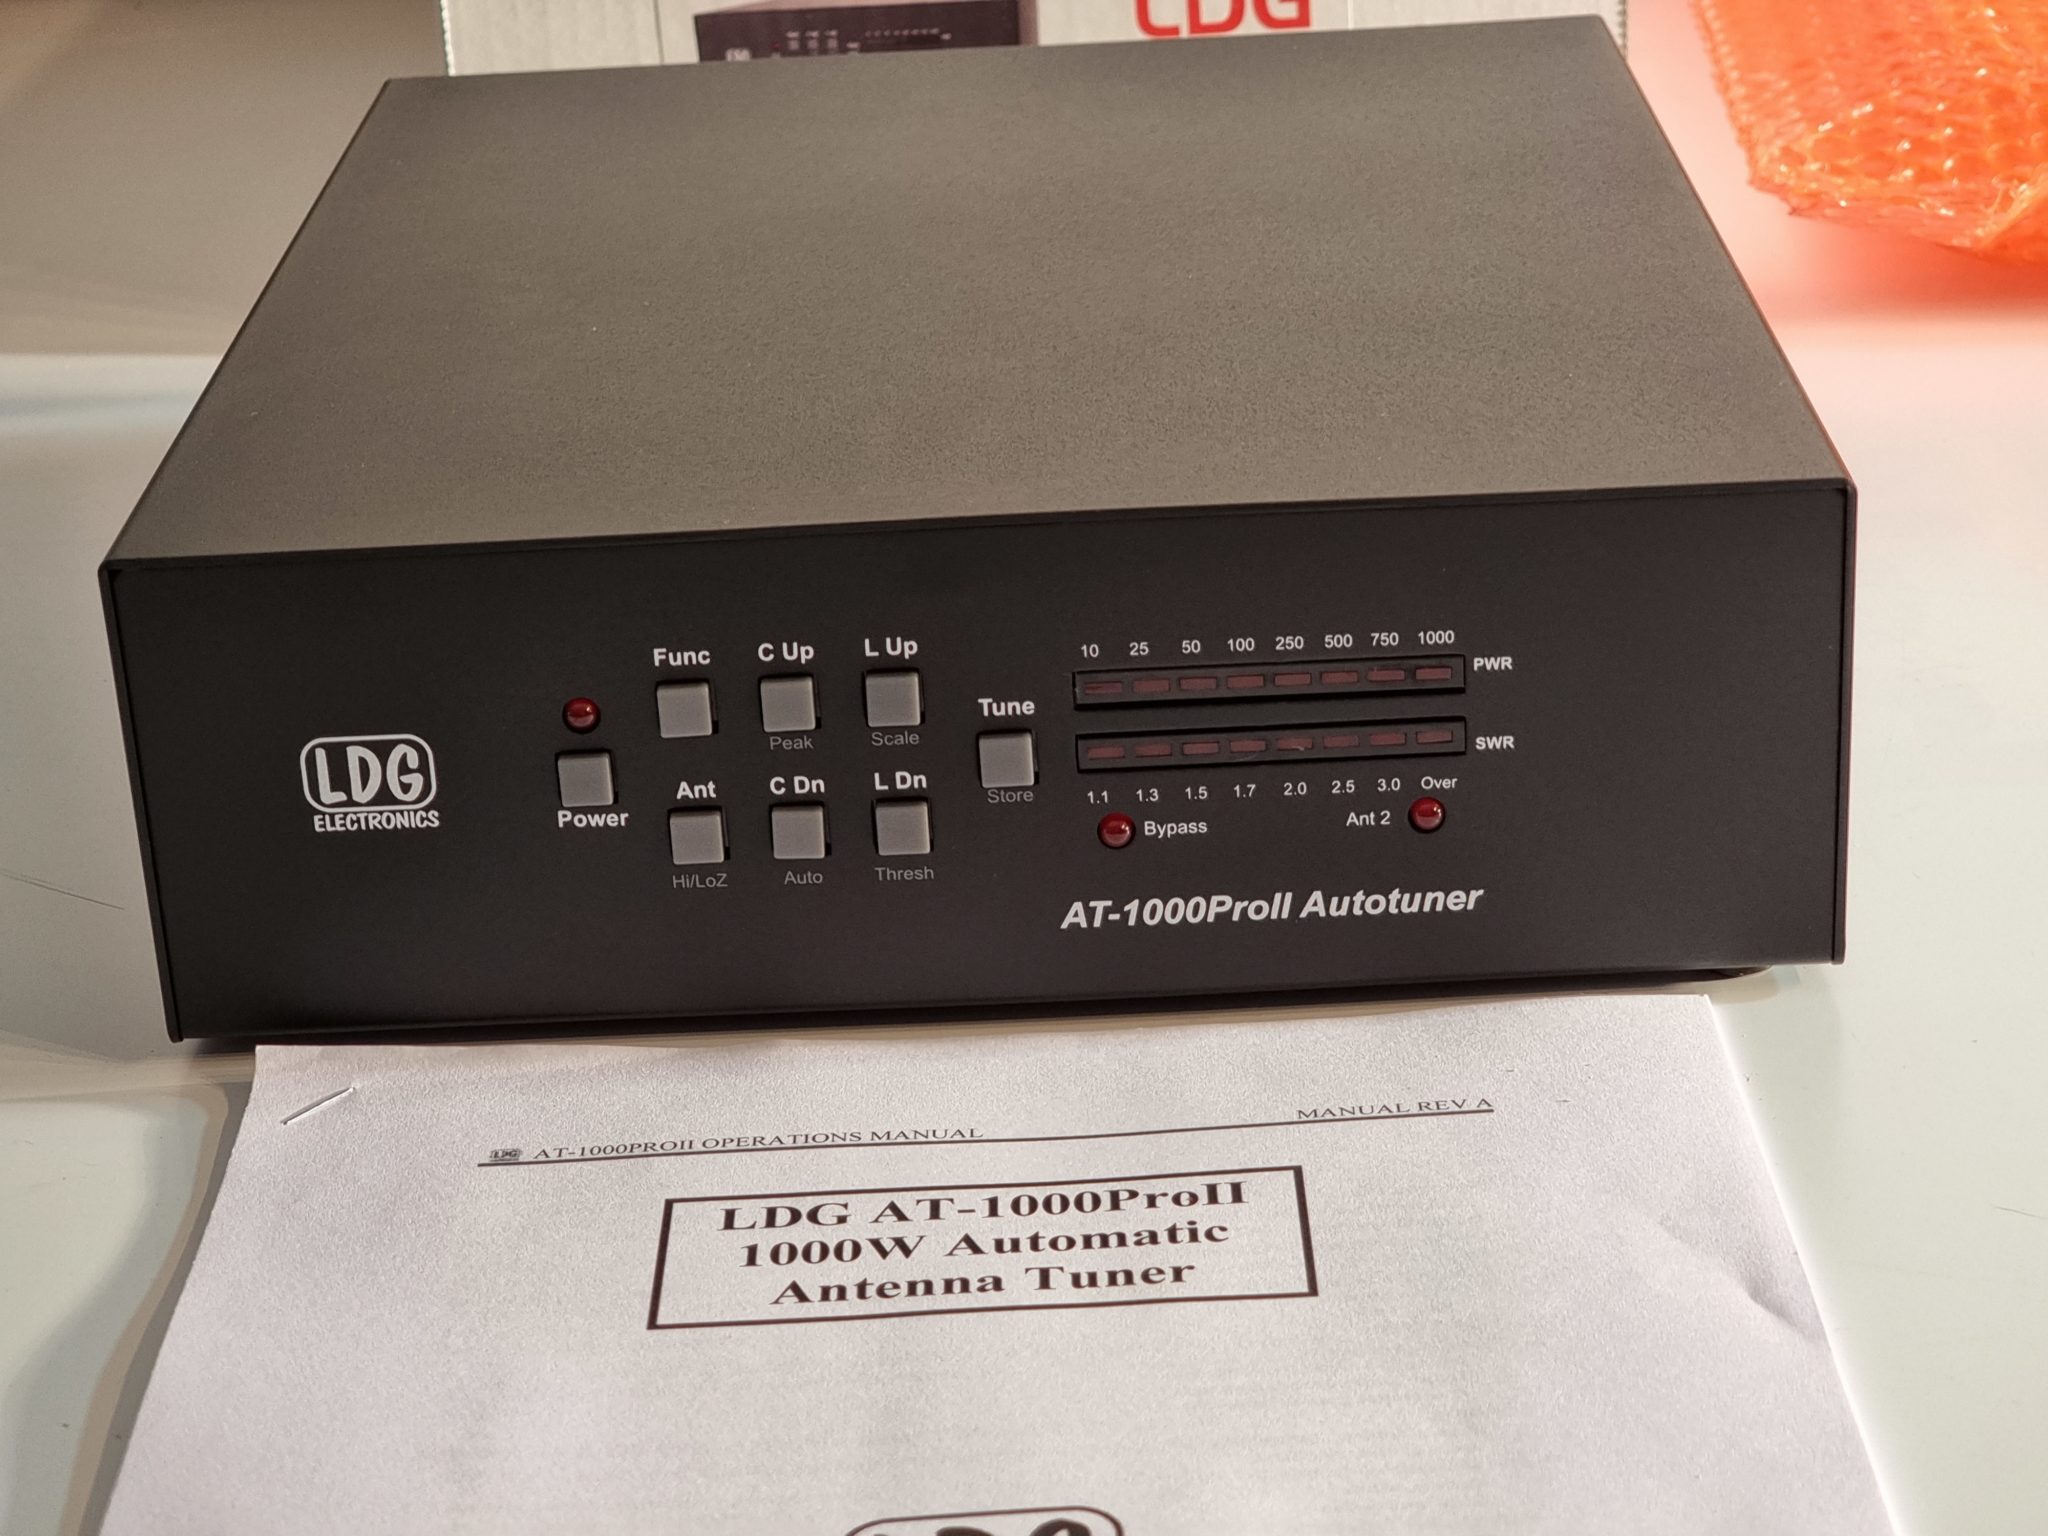 LDG
Func
C Up
L Up
Peak
Scale
Power
Ant
C Dn
L Dn
Hi/LoZ
Auto
Thresh
Tune
Store
10 25 50 100 250 500 750 1000
PWR
SWR
1.1 1.3 1.5 1.7 2.0 2.5 3.0 Over
Bypass
Ant 2
LDG
ELECTRONICS
AT-1000ProII Autotuner
LDG AT-1000PROII OPERATIONS MANUAL
MANUAL REV A
LDG AT-1000ProII
1000W Automatic
Antenna Tuner
LDG